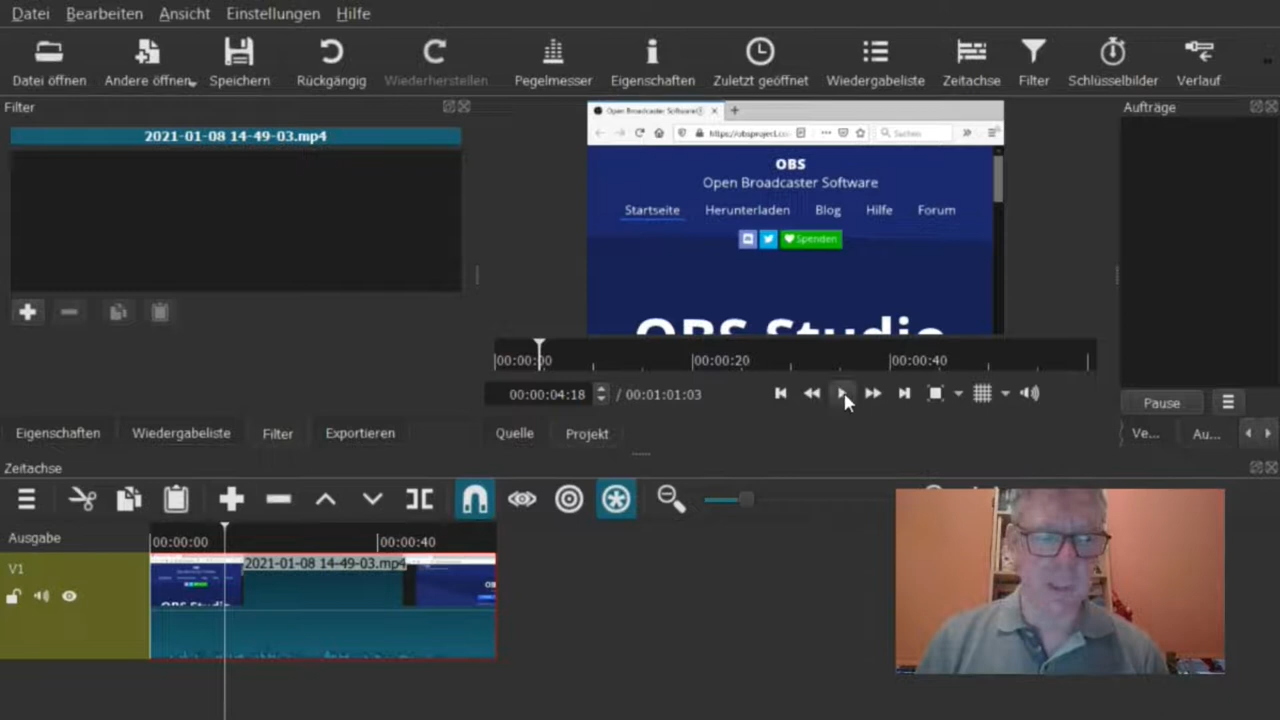 Datei Bearbeiten Ansicht Einstellungen Hilfe
Datei öffnen Andere öffnen Speichern Rückgängig Wiederherstellen Pegelmesser Eigenschaften Zuletzt geöffnet Wiedergabeliste Zeitachse Filter Schlüsselbilder Verlauf
Filter
Aufträge
2021-01-08 14-49-03.mp4
Open Broadcaster Software
https://obsproject.co
Suchen
OBS
Open Broadcaster Software
Startseite Herunterladen Blog Hilfe Forum
Spenden
OBS Studio
00:00:00 00:00:20 00:00:40
00:00:04:18 / 00:01:01:03
Pause
Eigenschaften Wiedergabeliste Filter Exportieren
Quelle Projekt
Ve... Au...
Zeitachse
Ausgabe
00:00:00 00:00:40
V1
2021-01-08 14-49-03.mp4